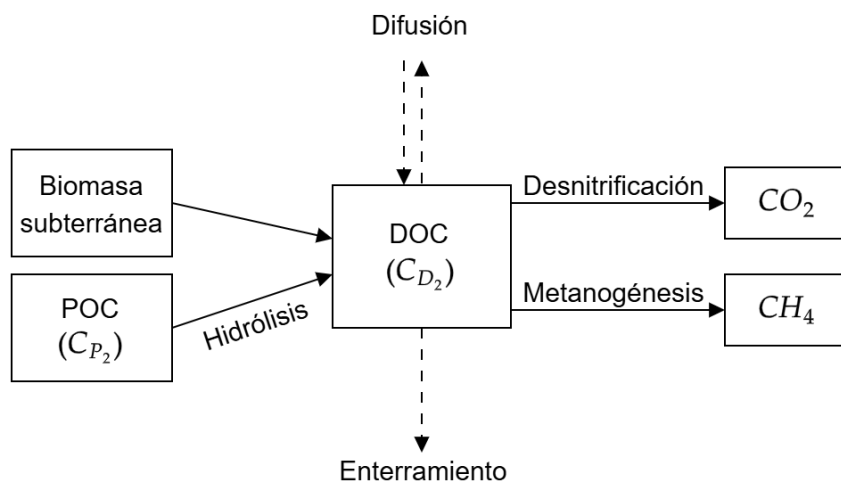 Difusión
Biomasa
subterránea
POC
(C_{P_2})
Hidrólisis
DOC
(C_{D_2})
Desnitrificación
CO_2
Metanogénesis
CH_4
Enterramiento